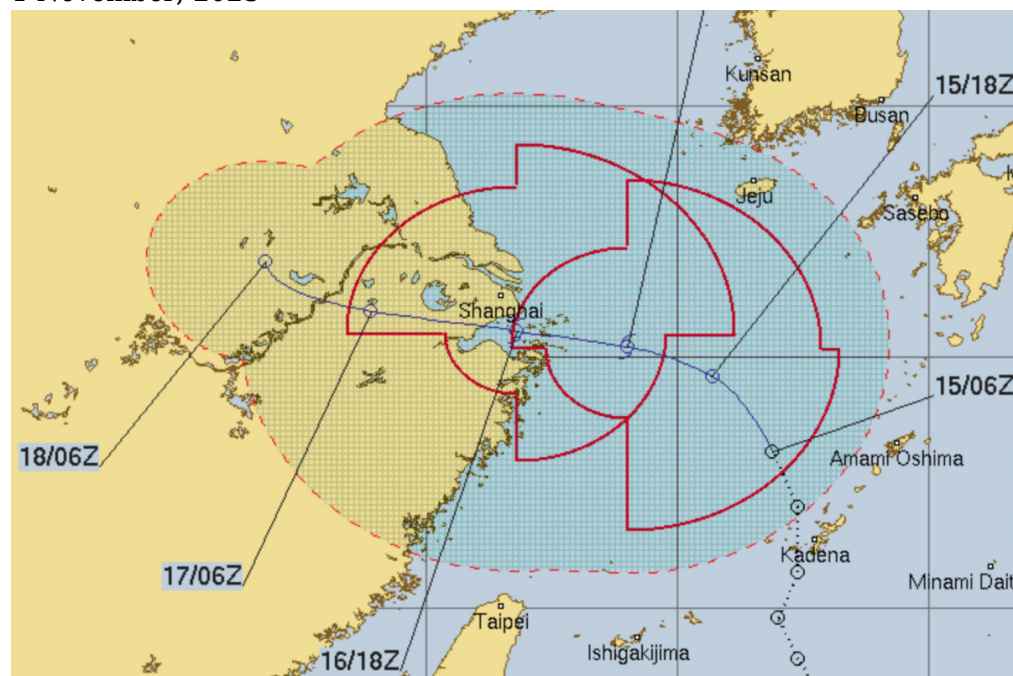 Kunsan
15/18Z
Busan
Jeju
Sasebo
Shanghai
15/06Z
Amami Oshima
18/06Z
Kadena
17/06Z
Minami Dait
Taipei
Ishigakijima
16/18Z